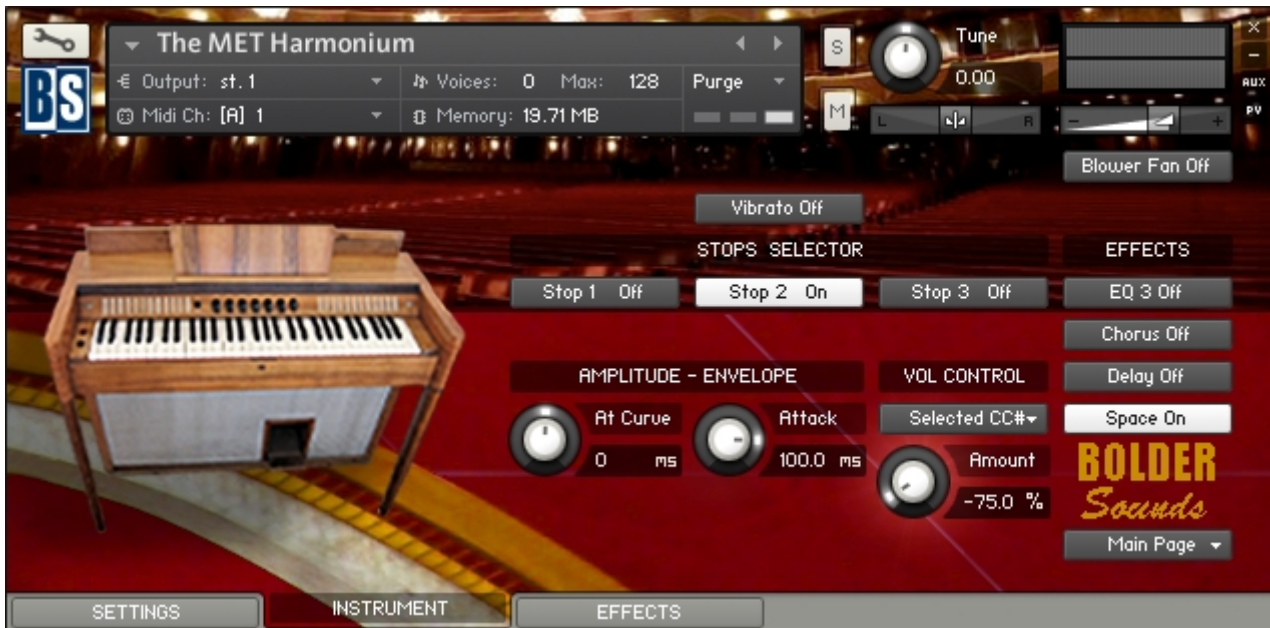 The MET Harmonium
Output: st. 1
Voices: 0 Max: 128
Purge
Midi Ch: [A] 1
Memory: 19.71 MB
S
M
Tune
0.00
L
R
-
+
×
-
AUX
PV
BS
Blower Fan Off
Vibrato Off
STOPS SELECTOR
EFFECTS
Stop 1 Off
Stop 2 On
Stop 3 Off
EQ 3 Off
Chorus Off
AMPLITUDE - ENVELOPE
VOL CONTROL
Delay Off
At Curve
0 ms
Attack
100.0 ms
Selected CC#
Space On
Amount
-75.0 %
BOLDER
Sounds
Main Page
SETTINGS
INSTRUMENT
EFFECTS